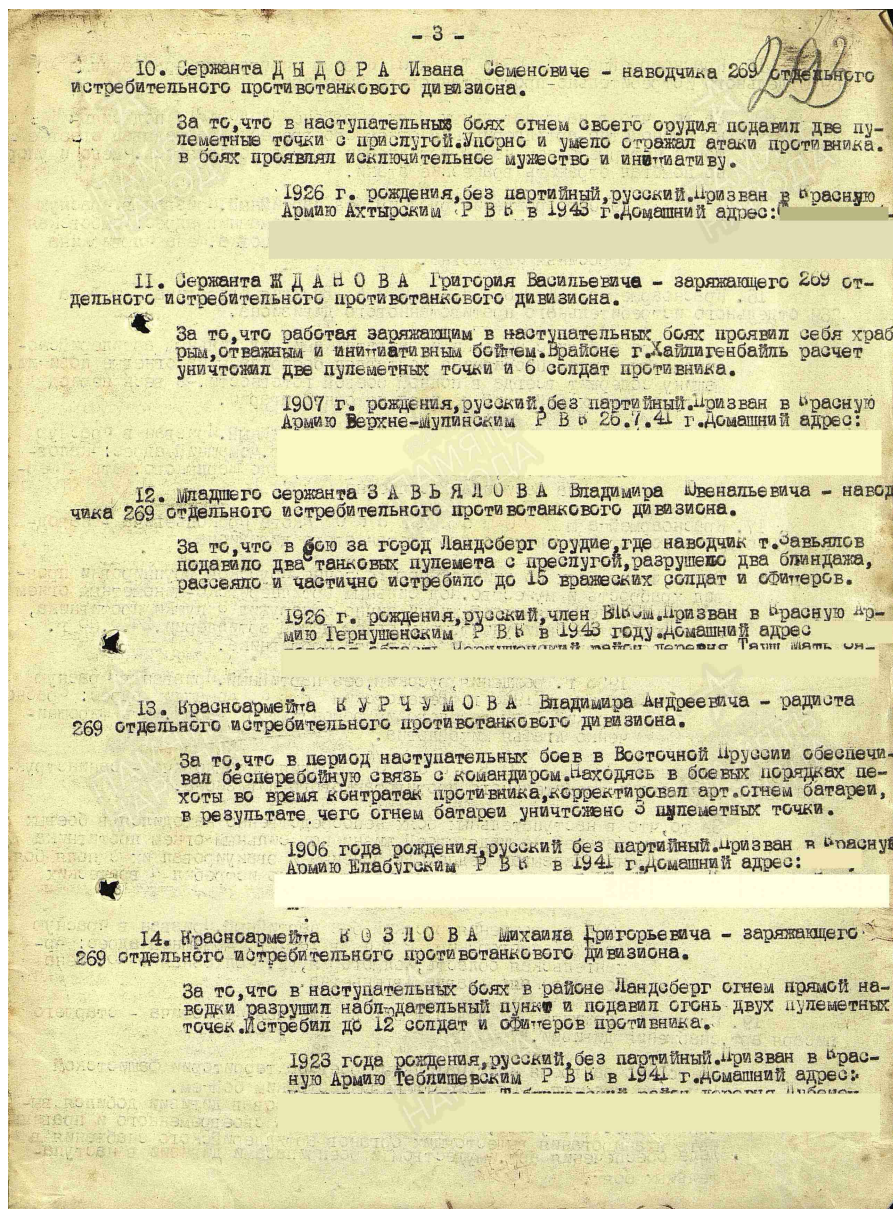 - 3 -
293
10. Сержанта Д Ы Д О Р А Ивана Семеновиче - наводчика 269 отдельного
истребительного противотанкового дивизиона.
За то,что в наступательных боях огнем своего орудия подавил две пу-
леметные точки с прислугой.Упорно и умело отражал атаки противника.
в боях проявлял исключительное мужество и инициативу.
1926 г. рождения,без партийный,русский.Призван в Красную
Армию Ахтырским Р В К в 1943 г.Домашний адрес:
11. Сержанта Ж Д А Н О В А Григория Васильевича - заряжающего 269 от-
дельного истребительного противотанкового дивизиона.
За то,что работая заряжающим в наступательных боях проявил себя храб
рым,отважным и инициативным бойцем.Врайоне г.Хайлигенбайль расчет
уничтожил две пулеметных точки и 6 солдат противника.
1907 г. рождения,русский,без партийный.Призван в Красную
Армию Верхне-Мулинским Р В К 26.7.41 г.Домашний адрес:
12. Младшего сержанта З А В Ь Я Л О В А Владимира Ювенальевича - навод
чика 269 отдельного истребительного противотанкового дивизиона.
За то,что в бою за город Ландсберг орудие,где наводчик т.Завьялов
подавило два танковых пулемета с преслугой,разрушено два блиндажа,
рассеяло и частично истребило до 15 вражеских солдат и офицеров.
1926 г. рождения,русский,член ВЛКСМ.Призван в Красную Ар-
мию Чернушенским Р В К в 1943 году.Домашний адрес
область район деревня
13. Красноармейца К У Р Ч У М О В А Владимира Андреевича - радиста
269 отдельного истребительного противотанкового дивизиона.
За то,что в период наступательных боев в Восточной Пруссии обеспечи-
вал бесперебойную связь с командиром.Находясь в боевых порядках пе-
хоты во время контратак противника,корректировал арт.огнем батареи,
в результате чего огнем батареи уничтожено 3 пулеметных точки.
1906 года рождения,русский без партийный.Призван в Красную
Армию Елабугским Р В К в 1941 г.Домашний адрес:
14. Красноармейца К О З Л О В А Михаила Григорьевича - заряжающего
269 отдельного истребительного противотанкового дивизиона.
За то,что в наступательных боях в районе Ландсберг огнем прямой на-
водки разрушил наблюдательный пункт и подавил огонь двух пулеметных
точек.Истребил до 12 солдат и офицеров противника.
1923 года рождения,русский,без партийный.Призван в Крас-
ную Армию Теблишевским Р В К в 1941 г.Домашний адрес:
район деревня